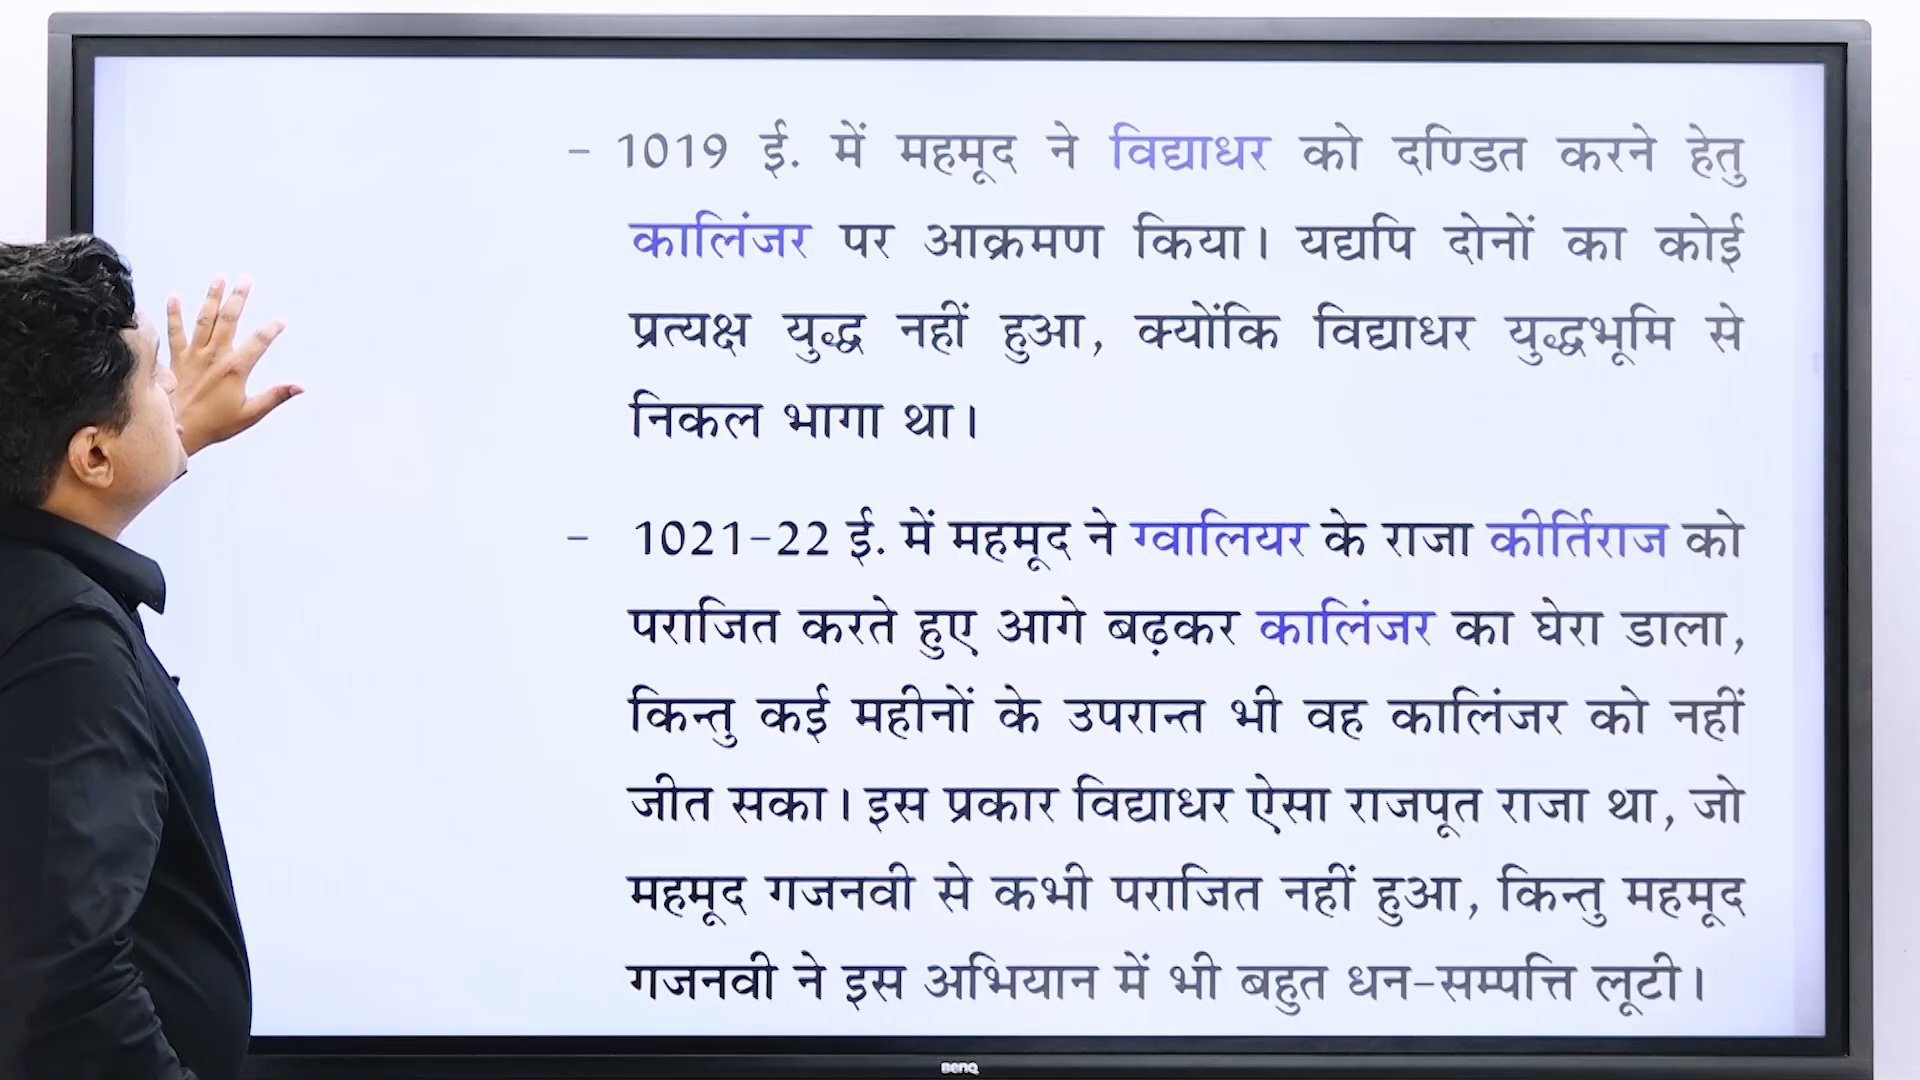 - 1019 ई. में महमूद ने विद्याधर को दण्डित करने हेतु
कालिंजर पर आक्रमण किया। यद्यपि दोनों का कोई
प्रत्यक्ष युद्ध नहीं हुआ, क्योंकि विद्याधर युद्धभूमि से
निकल भागा था।
- 1021-22 ई. में महमूद ने ग्वालियर के राजा कीर्तिराज को
पराजित करते हुए आगे बढ़कर कालिंजर का घेरा डाला,
किन्तु कई महीनों के उपरान्त भी वह कालिंजर को नहीं
जीत सका। इस प्रकार विद्याधर ऐसा राजपूत राजा था, जो
महमूद गजनवी से कभी पराजित नहीं हुआ, किन्तु महमूद
गजनवी ने इस अभियान में भी बहुत धन-सम्पत्ति लूटी।
BenQ